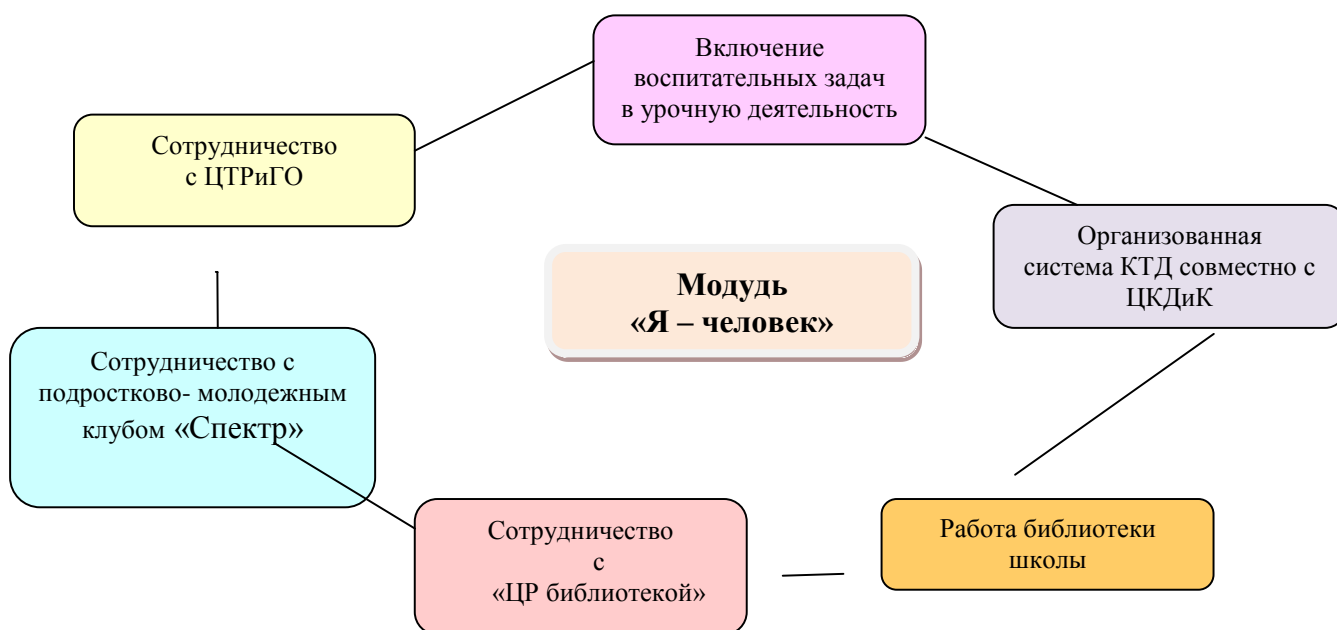 Включение
воспитательных задач
в урочную деятельность
Сотрудничество
с ЦТРиГО
Организованная
система КТД совместно с
ЦКДиК
Модудь
«Я – человек»
Сотрудничество с
подростково- молодежным
клубом «Спектр»
Сотрудничество
с
«ЦР библиотекой»
Работа библиотеки
школы